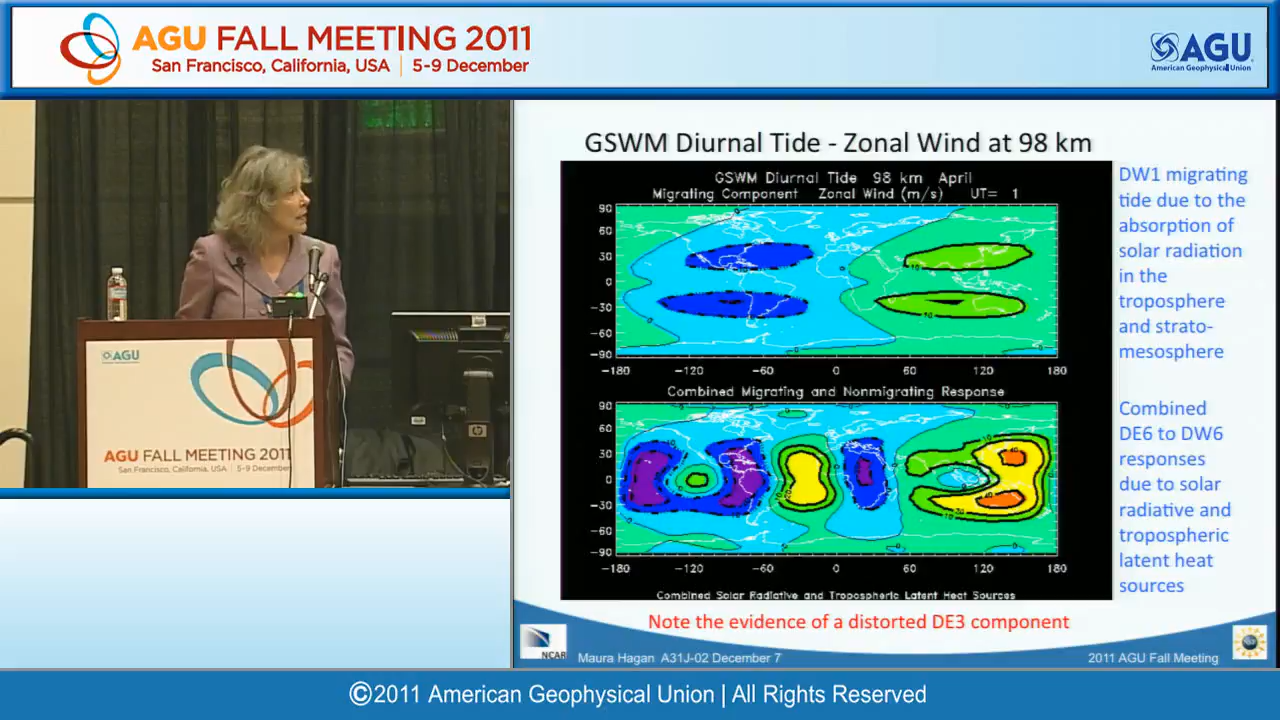 AGU FALL MEETING 2011
San Francisco, California, USA | 5-9 December
AGU
American Geophysical Union
AGU
AGU FALL MEETING 2011
San Francisco, California, USA | 5-9 December
hp
GSWM Diurnal Tide - Zonal Wind at 98 km
GSWM Diurnal Tide 98 km April
Migrating Component Zonal Wind (m/s) UT= 1
90
60
30
0
-30
-60
-90
-180 -120 -60 0 60 120 180
Combined Migrating and Nonmigrating Response
90
60
30
0
-30
-60
-90
-180 -120 -60 0 60 120 180
Combined Solar Radiative and Tropospheric Latent Heat Sources
DW1 migrating
tide due to the
absorption of
solar radiation
in the
troposphere
and strato-
mesosphere
Combined
DE6 to DW6
responses
due to solar
radiative and
tropospheric
latent heat
sources
Note the evidence of a distorted DE3 component
NCAR
Maura Hagan A31J-02 December 7
2011 AGU Fall Meeting
©2011 American Geophysical Union | All Rights Reserved